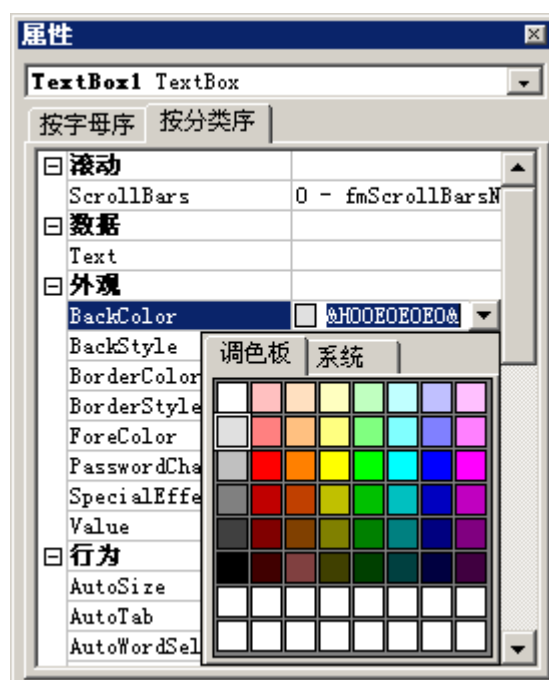 属性
TextBox1 TextBox
按字母序 按分类序
滚动
ScrollBars 0 - fmScrollBarsN
数据
Text
外观
BackColor &H00E0E0E0&
BackStyle
调色板 系统
BorderColor
BorderStyle
ForeColor
PasswordCha
SpecialEffe
Value
行为
AutoSize
AutoTab
AutoWordSel